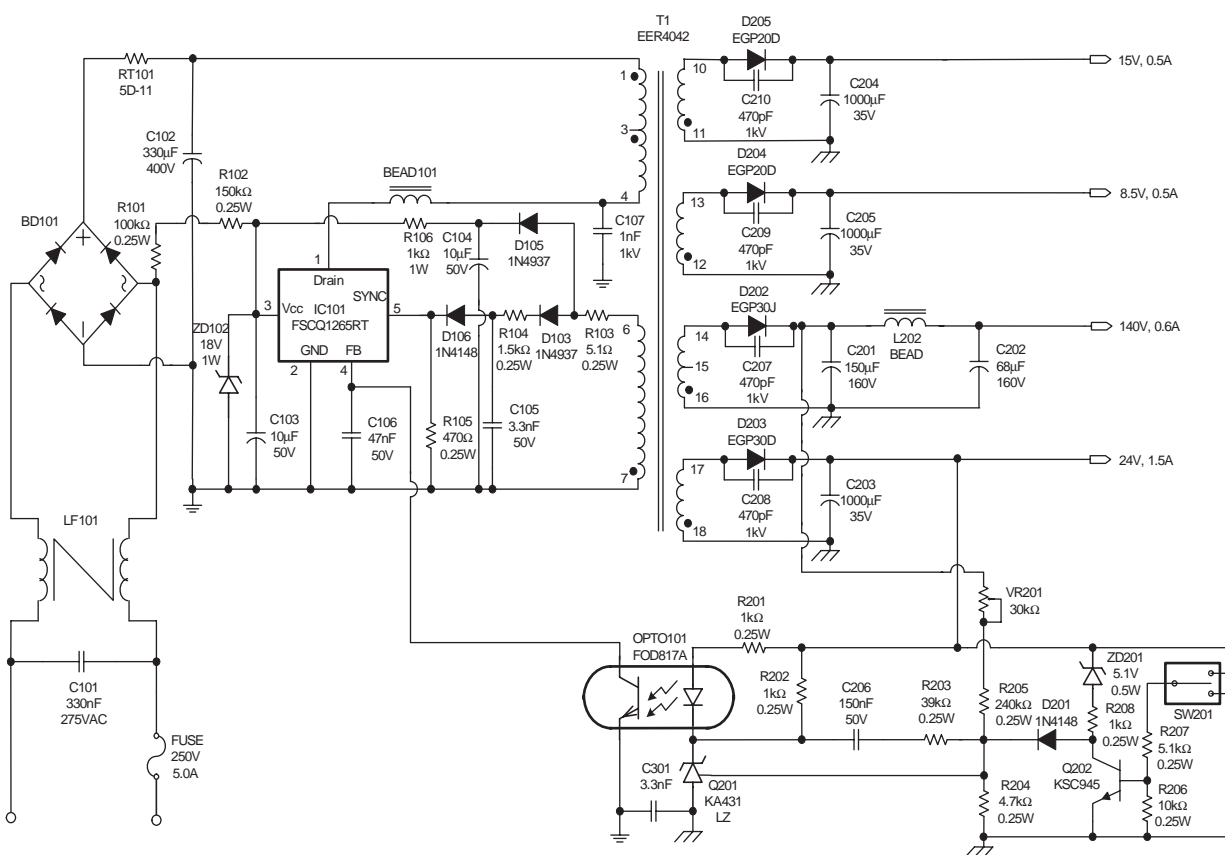 T1
EER4042
D205
EGP20D
RT101
5D-11
1
10
15V, 0.5A
C210
470pF
1kV
C204
1000µF
35V
3
11
C102
330µF
400V
D204
EGP20D
BEAD101
R102
150kΩ
0.25W
4
13
8.5V, 0.5A
BD101
R101
100kΩ
0.25W
C107
1nF
1kV
C209
470pF
1kV
C205
1000µF
35V
R106
1kΩ
1W
C104
10µF
50V
D105
1N4937
12
1
Drain
SYNC
D202
EGP30J
ZD102
18V
1W
3
Vcc
IC101
FSCQ1265RT
5
6
14
140V, 0.6A
D106
1N4148
R104
1.5kΩ
0.25W
D103
1N4937
R103
5.1Ω
0.25W
L202
BEAD
GND
FB
2
4
15
C207
470pF
1kV
C201
150µF
160V
C202
68µF
160V
16
C103
10µF
50V
C106
47nF
50V
R105
470Ω
0.25W
C105
3.3nF
50V
D203
EGP30D
7
17
24V, 1.5A
C208
470pF
1kV
C203
1000µF
35V
LF101
18
VR201
30kΩ
R201
1kΩ
0.25W
OPTO101
FOD817A
C101
330nF
275VAC
R202
1kΩ
0.25W
C206
150nF
50V
R203
39kΩ
0.25W
R205
240kΩ
0.25W
D201
1N4148
ZD201
5.1V
0.5W
R208
1kΩ
0.25W
SW201
R207
5.1kΩ
0.25W
FUSE
250V
5.0A
C301
3.3nF
Q201
KA431
LZ
R204
4.7kΩ
0.25W
Q202
KSC945
R206
10kΩ
0.25W